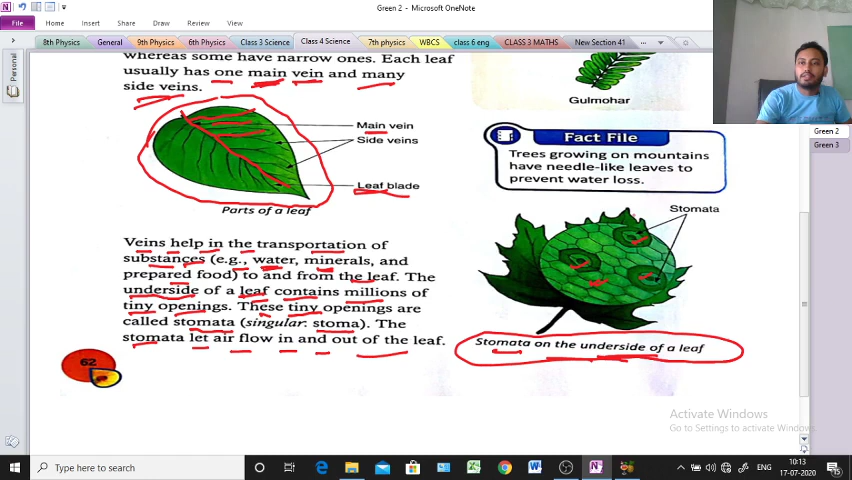 Green 2 - Microsoft OneNote
File
Home
Insert
Draw
History
Review
View
8th Physics
General
9th Physics
6th Physics
Class 3 Science
Class 4 Science
7th physics
WBCS
class 6 eng
CLASS 3 MATHS
New Section 41
Personal
Green 2
Green 3
whereas some have narrow ones. Each leaf
usually has one main vein and many
side veins.
Main vein
Side veins
Leaf blade
Parts of a leaf
Veins help in the transportation of
substances (e.g., water, minerals, and
prepared food) to and from the leaf. The
underside of a leaf contains millions of
tiny openings. These tiny openings are
called stomata (singular: stoma). The
stomata let air flow in and out of the leaf.
62
Gulmohar
Fact File
Trees growing on mountains
have needle-like leaves to
prevent water loss.
Stomata
Stomata on the underside of a leaf
Activate Windows
Go to Settings to activate Windows.
Type here to search
ENG
10:13
17-07-2020
15